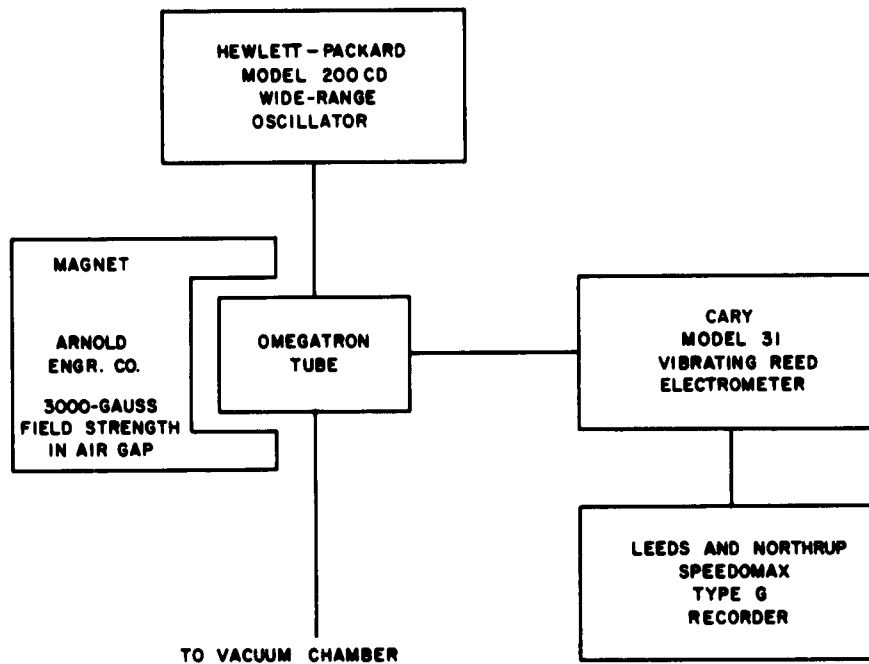 HEWLETT-PACKARD
MODEL 200 CD
WIDE-RANGE
OSCILLATOR
MAGNET
ARNOLD
ENGR. CO.
3000-GAUSS
FIELD STRENGTH
IN AIR GAP
OMEGATRON
TUBE
CARY
MODEL 31
VIBRATING REED
ELECTROMETER
LEEDS AND NORTHRUP
SPEEDOMAX
TYPE G
RECORDER
TO VACUUM CHAMBER